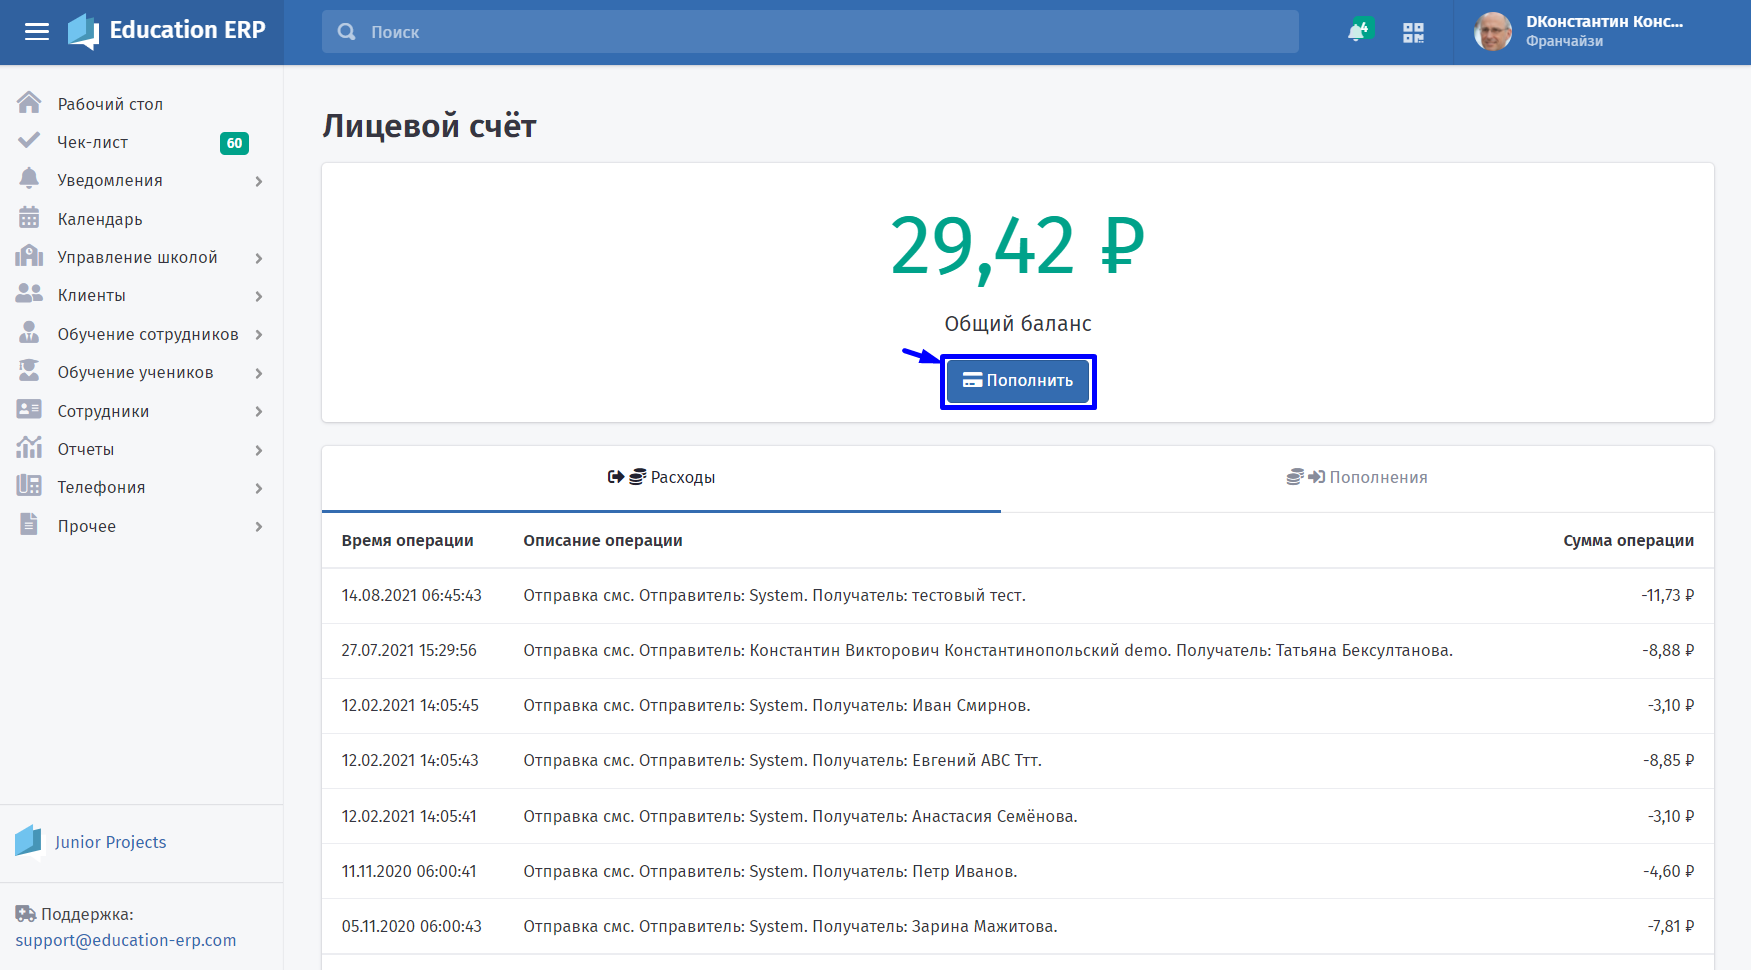 Education ERP
Поиск
4
DКонстантин Конс...
Франчайзи
Рабочий стол
Чек-лист
60
Уведомления
Календарь
Управление школой
Клиенты
Обучение сотрудников
Обучение учеников
Сотрудники
Отчеты
Телефония
Прочее
Junior Projects
Поддержка:
support@education-erp.com
Лицевой счёт
29,42 ₽
Общий баланс
Пополнить
Расходы
Пополнения
Время операции Описание операции Сумма операции
14.08.2021 06:45:43 Отправка смс. Отправитель: System. Получатель: тестовый тест. -11,73 ₽
27.07.2021 15:29:56 Отправка смс. Отправитель: Константин Викторович Константинопольский demo. Получатель: Татьяна Бексултанова. -8,88 ₽
12.02.2021 14:05:45 Отправка смс. Отправитель: System. Получатель: Иван Смирнов. -3,10 ₽
12.02.2021 14:05:43 Отправка смс. Отправитель: System. Получатель: Евгений АВС Ттт. -8,85 ₽
12.02.2021 14:05:41 Отправка смс. Отправитель: System. Получатель: Анастасия Семёнова. -3,10 ₽
11.11.2020 06:00:41 Отправка смс. Отправитель: System. Получатель: Петр Иванов. -4,60 ₽
05.11.2020 06:00:43 Отправка смс. Отправитель: System. Получатель: Зарина Мажитова. -7,81 ₽